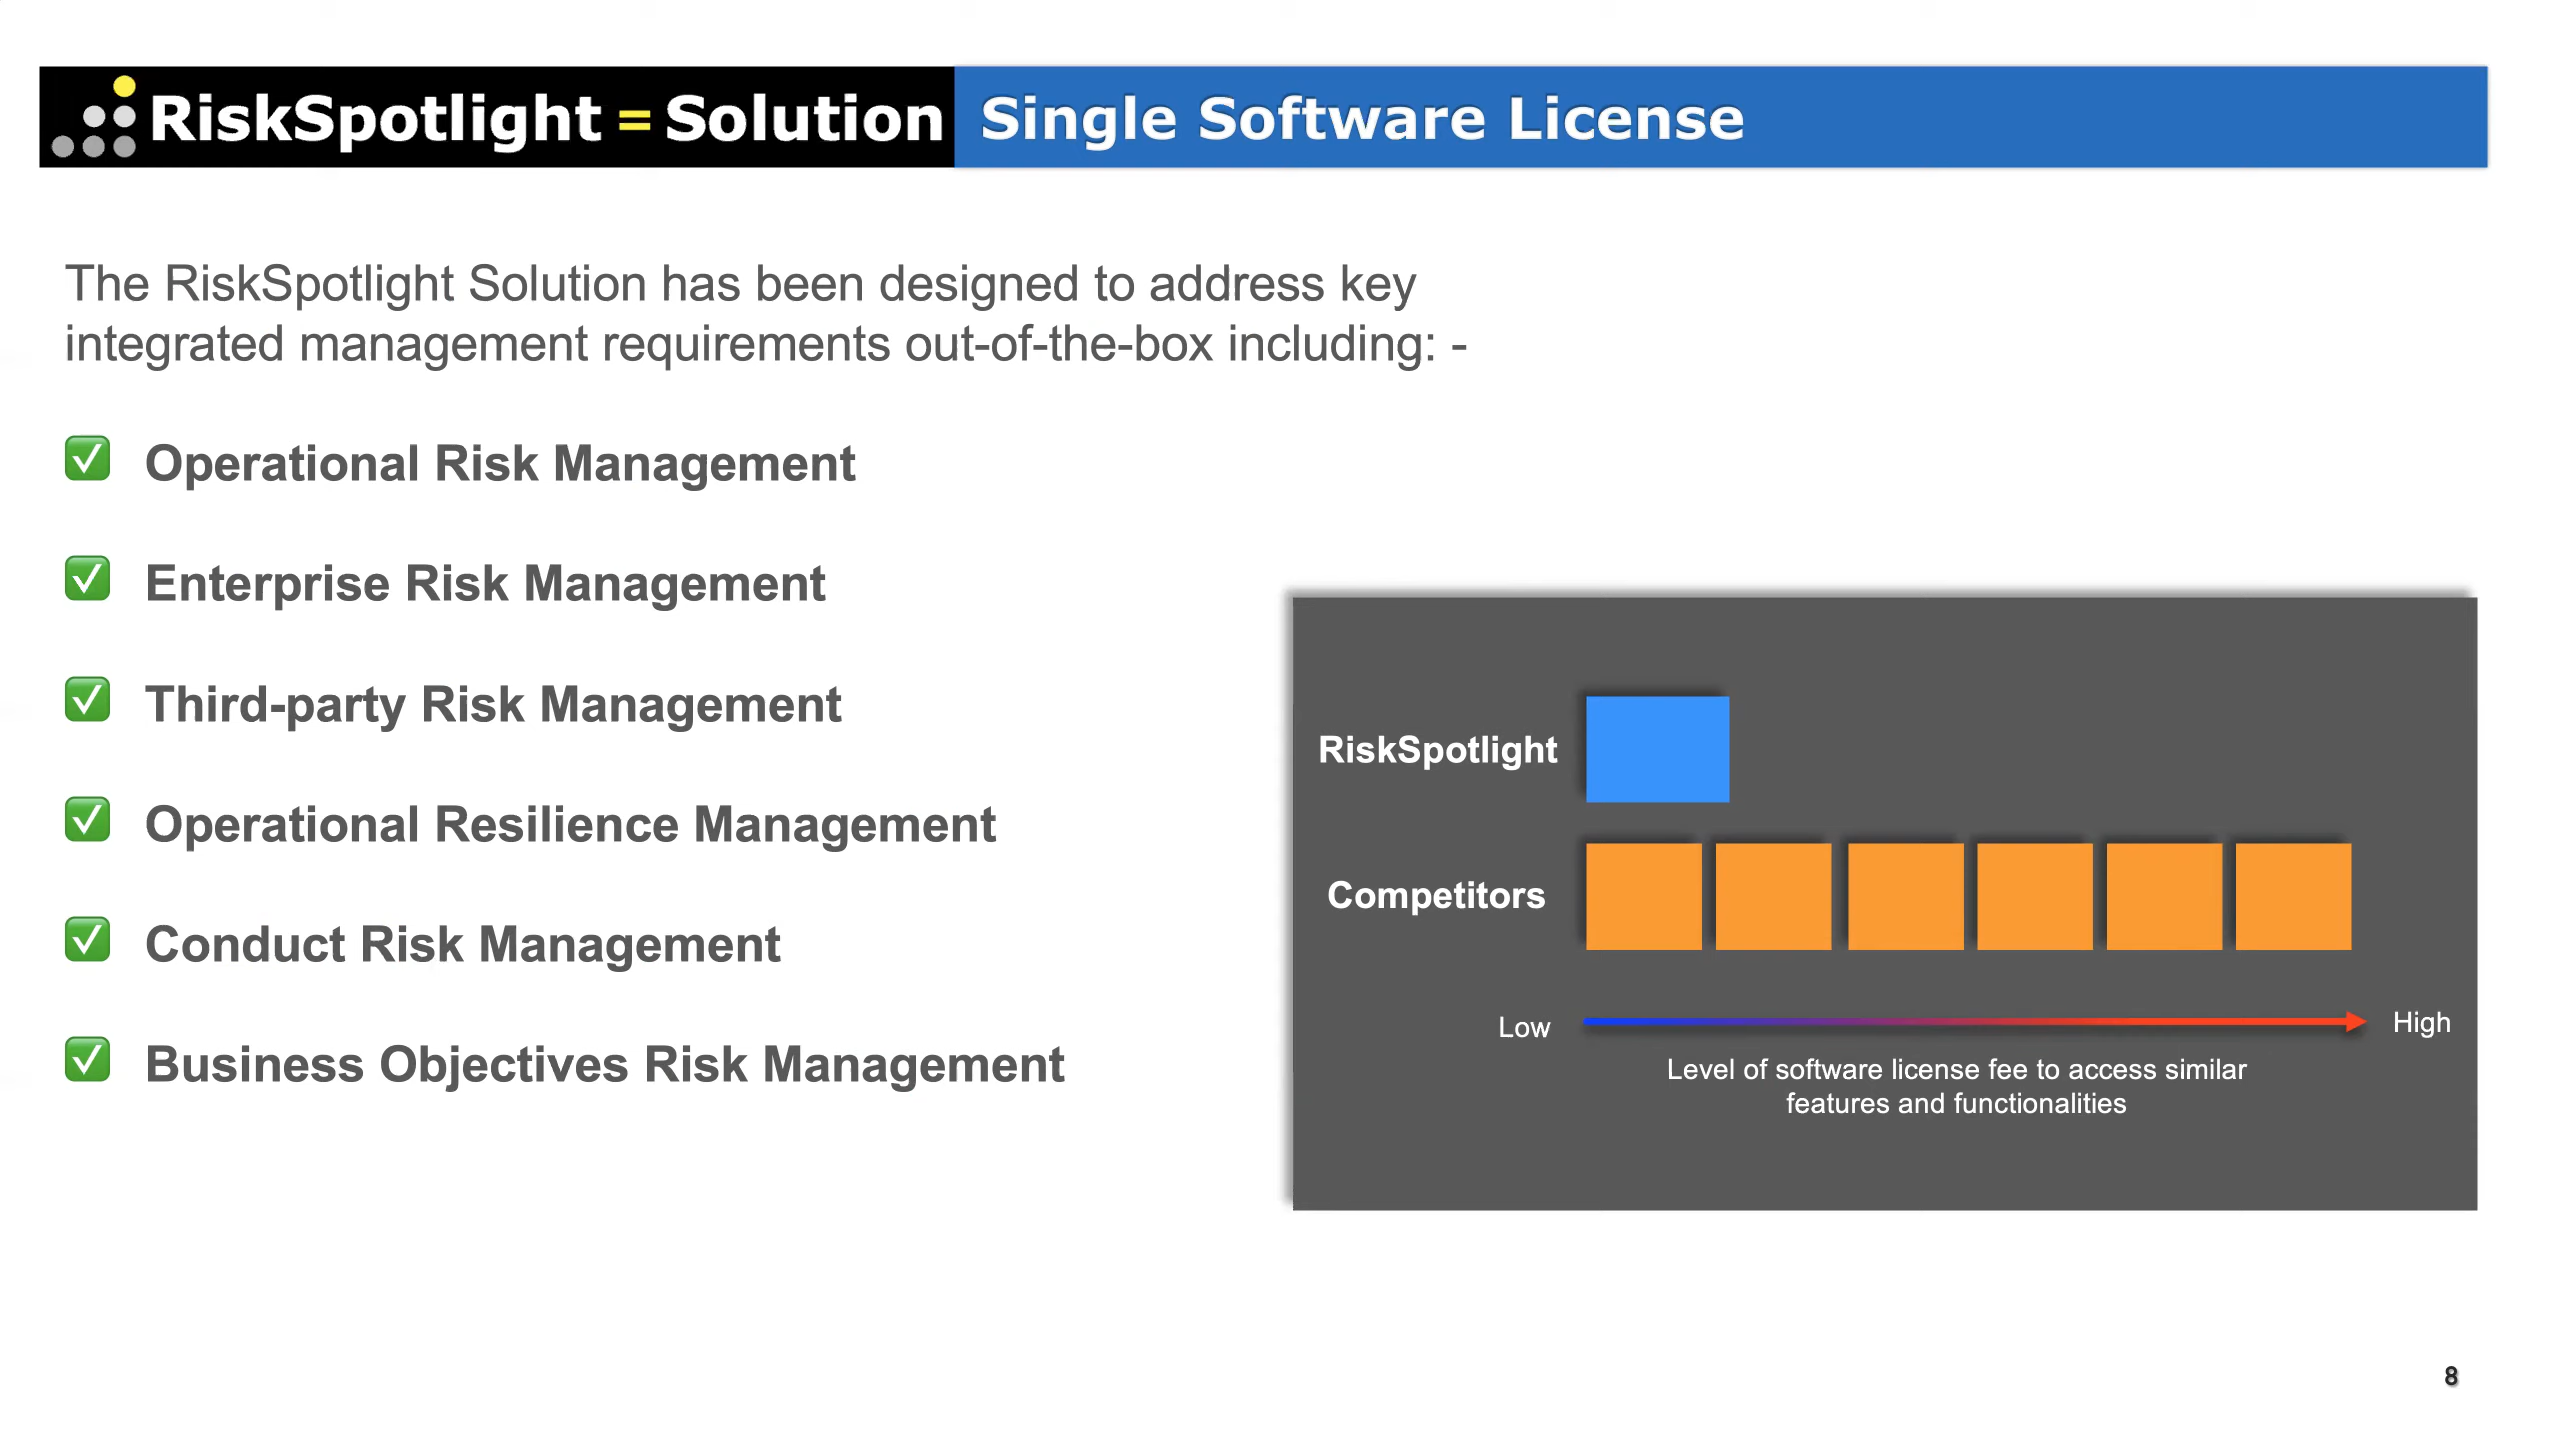 RiskSpotlight = Solution Single Software License
The RiskSpotlight Solution has been designed to address key
integrated management requirements out-of-the-box including: -
Operational Risk Management
Enterprise Risk Management
Third-party Risk Management
Operational Resilience Management
Conduct Risk Management
Business Objectives Risk Management
RiskSpotlight
Competitors
Low
High
Level of software license fee to access similar
features and functionalities
8